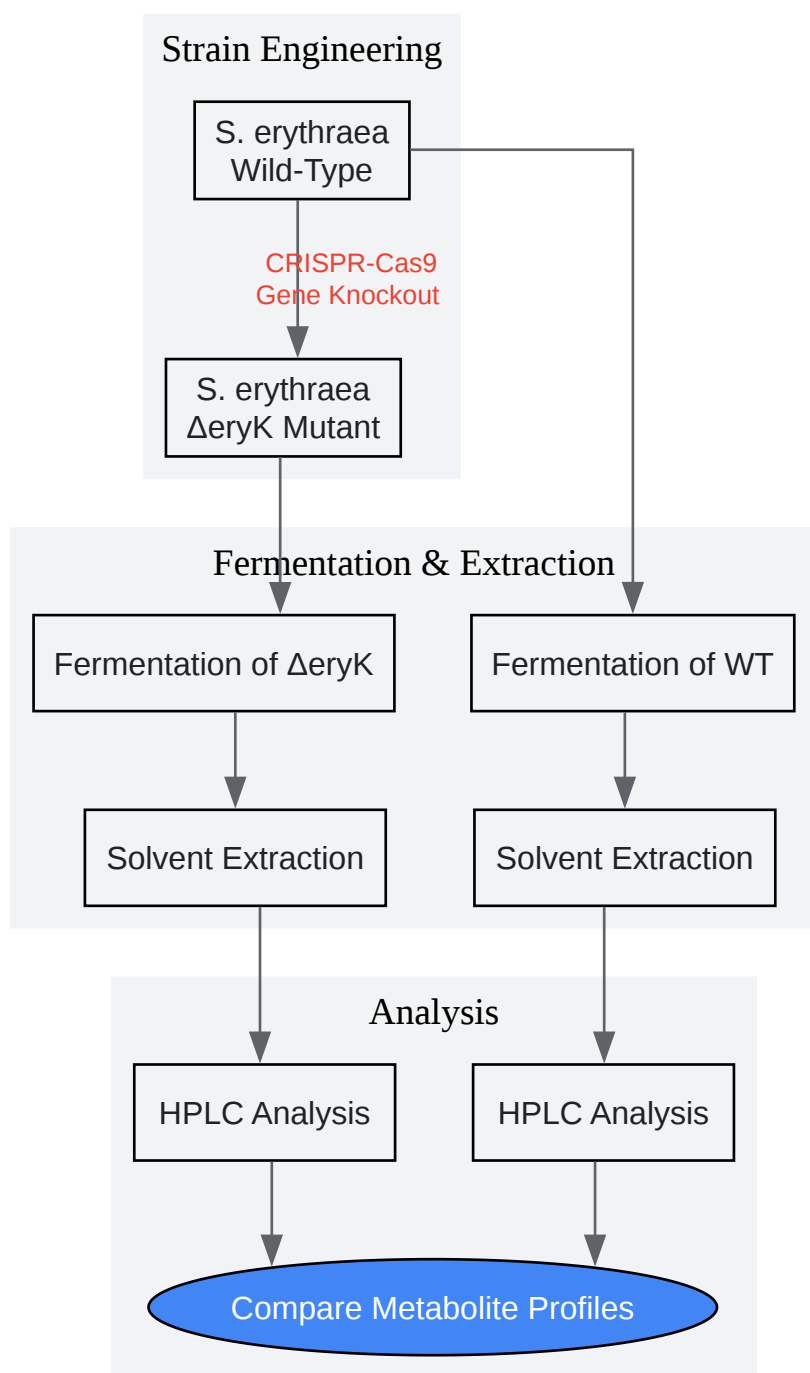 Strain Engineering
S. erythraea
Wild-Type
CRISPR-Cas9
Gene Knockout
S. erythraea
ΔeryK Mutant
Fermentation & Extraction
Fermentation of ΔeryK
Fermentation of WT
Solvent Extraction
Solvent Extraction
Analysis
HPLC Analysis
HPLC Analysis
Compare Metabolite Profiles